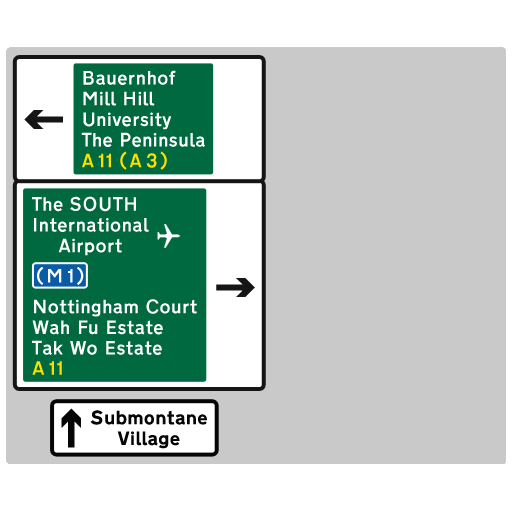 Bauernhof
Mill Hill
University
The Peninsula
A 11 (A 3)
The SOUTH
International
Airport
(M 1)
Nottingham Court
Wah Fu Estate
Tak Wo Estate
A 11
Submontane
Village